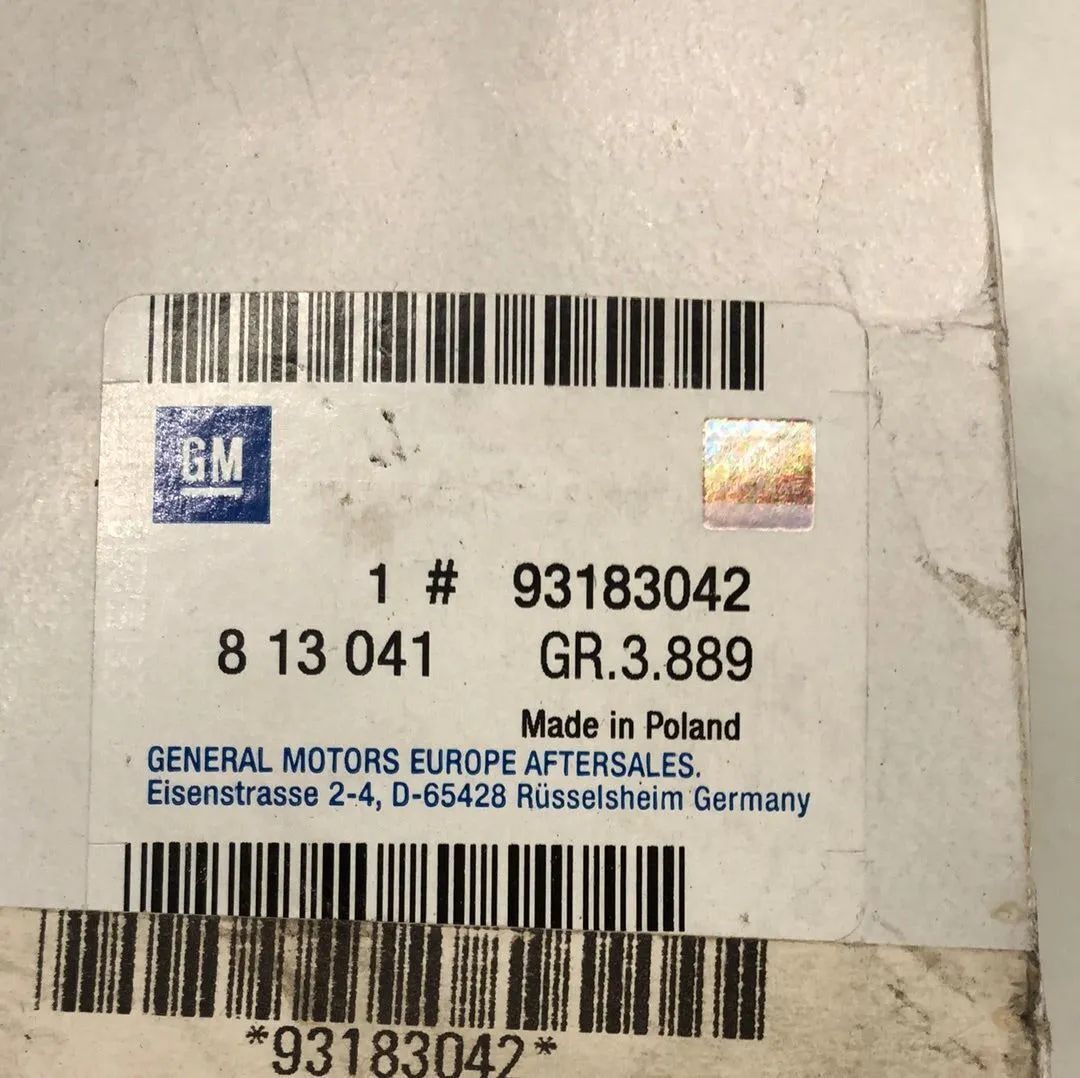 GM
1 # 93183042
8 13 041 GR.3.889
Made in Poland
GENERAL MOTORS EUROPE AFTERSALES.
Eisenstrasse 2-4, D-65428 Rüsselsheim Germany
*93183042*